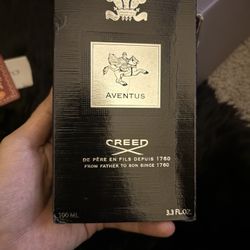 AVENTUS
CREED
DE PÈRE EN FILS DEPUIS 1760
FROM FATHER TO SON SINCE 1760
100 ML
3.3 FL.OZ.